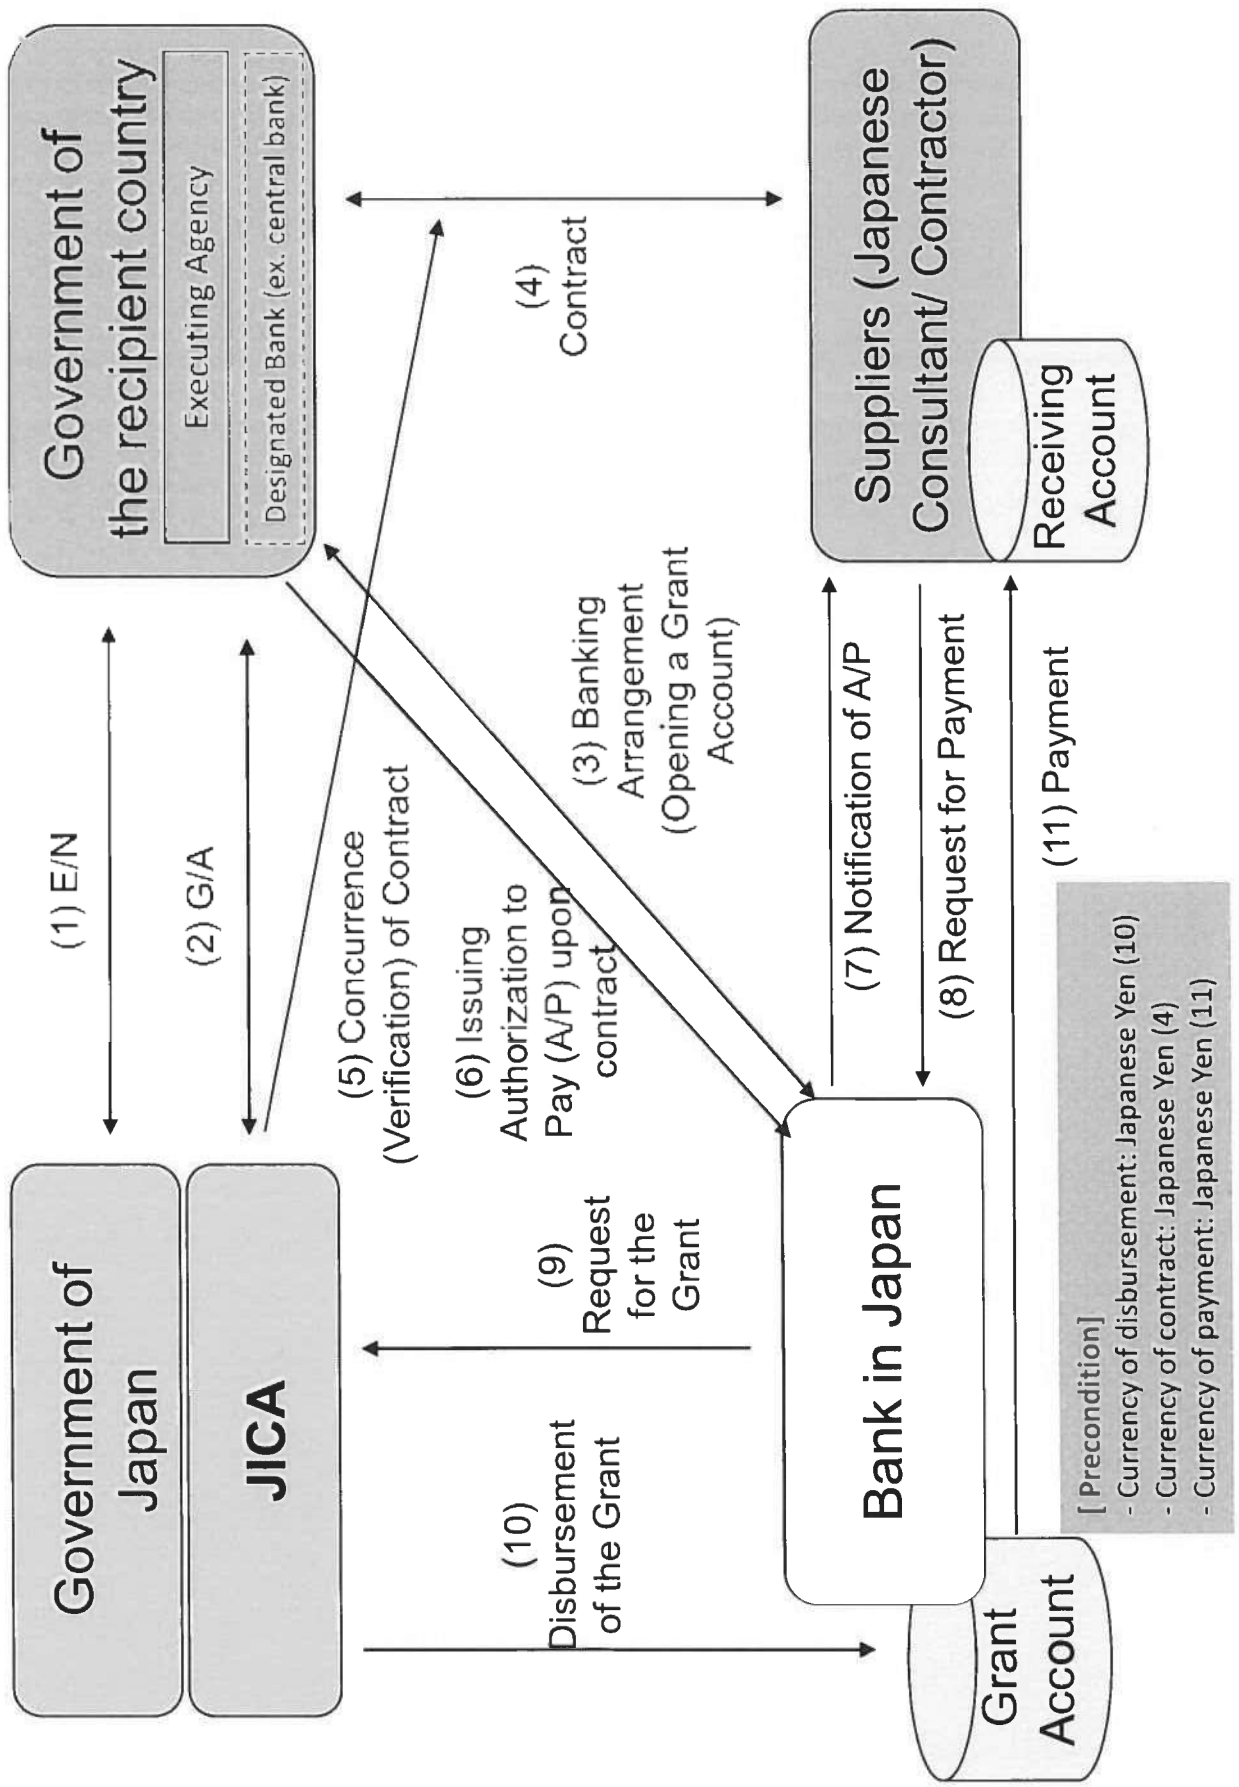 Government of
Japan
JICA
(1) E/N
(2) G/A
Government of
the recipient country
Executing Agency
Designated Bank (ex. central bank)
(5) Concurrence
(Verification) of Contract
(6) Issuing
Authorization to
Pay (A/P) upon
contract
(9)
Request
for the
Grant
(10)
Disbursement
of the Grant
(3) Banking
Arrangement
(Opening a Grant
Account)
(4)
Contract
Bank in Japan
Grant
Account
(7) Notification of A/P
(8) Request for Payment
(11) Payment
Suppliers (Japanese
Consultant/ Contractor)
Receiving
Account
[ Precondition]
- Currency of disbursement: Japanese Yen (10)
- Currency of contract: Japanese Yen (4)
- Currency of payment: Japanese Yen (11)